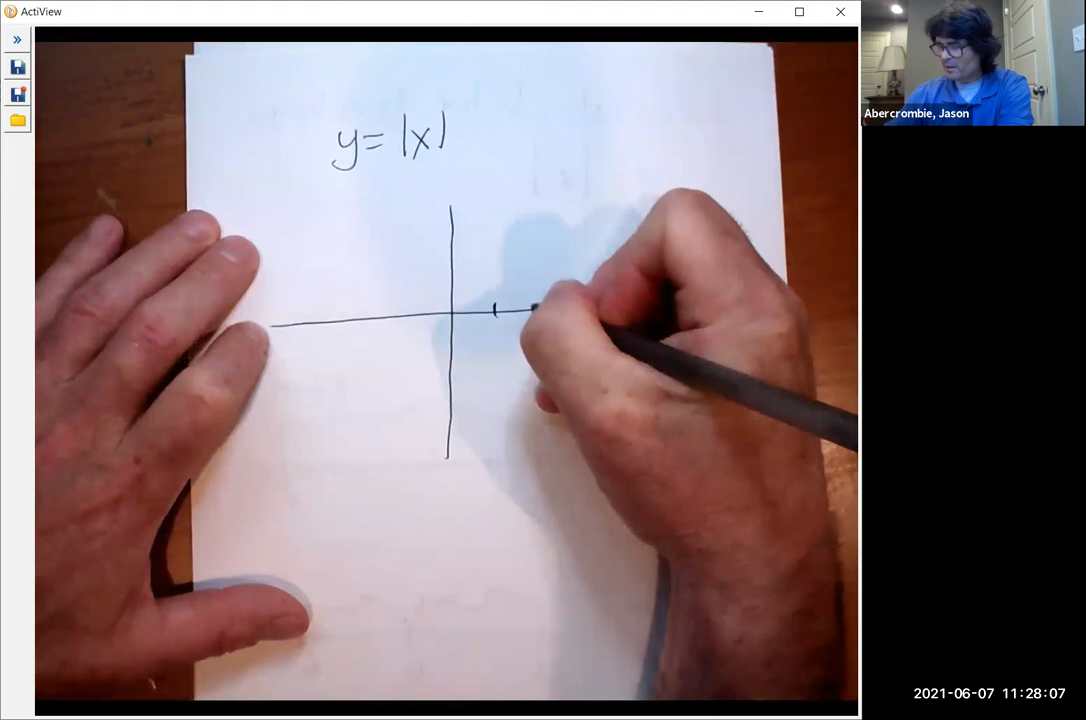 ActiView
y = |x|
Abercrombie, Jason
2021-06-07 11:28:07